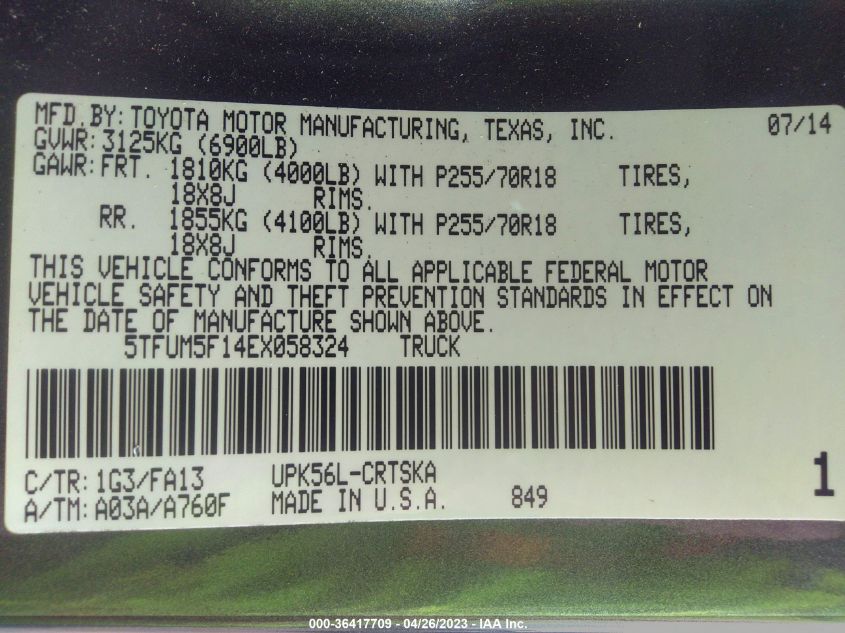 MFD.BY: TOYOTA MOTOR MANUFACTURING, TEXAS, INC. 07/14
GVWR: 3125KG (6900LB)
GAWR: FRT. 1810KG (4000LB) WITH P255/70R18 TIRES,
18X8J RIMS.
RR. 1855KG (4100LB) WITH P255/70R18 TIRES,
18X8J RIMS.
THIS VEHICLE CONFORMS TO ALL APPLICABLE FEDERAL MOTOR
VEHICLE SAFETY AND THEFT PREVENTION STANDARDS IN EFFECT ON
THE DATE OF MANUFACTURE SHOWN ABOVE.
5TFUM5F14EX058324 TRUCK
C/TR: 1G3/FA13 UPK56L-CRTSKA 1
A/TM: A03A/A760F MADE IN U.S.A. 849
000-36417709 - 04/26/2023 - IAA Inc.